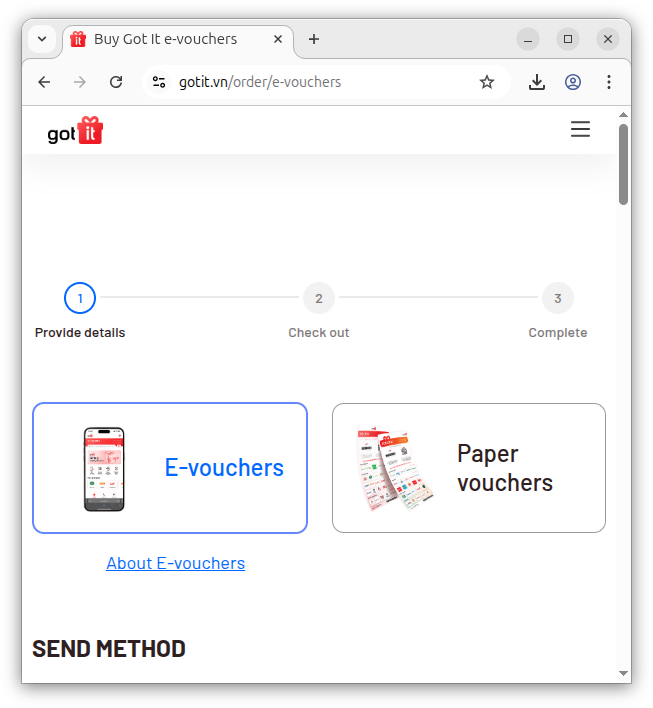 Buy Got It e-vouchers
gotit.vn/order/e-vouchers
got it
1
2
3
Provide details
Check out
Complete
E-vouchers
Paper
vouchers
About E-vouchers
SEND METHOD